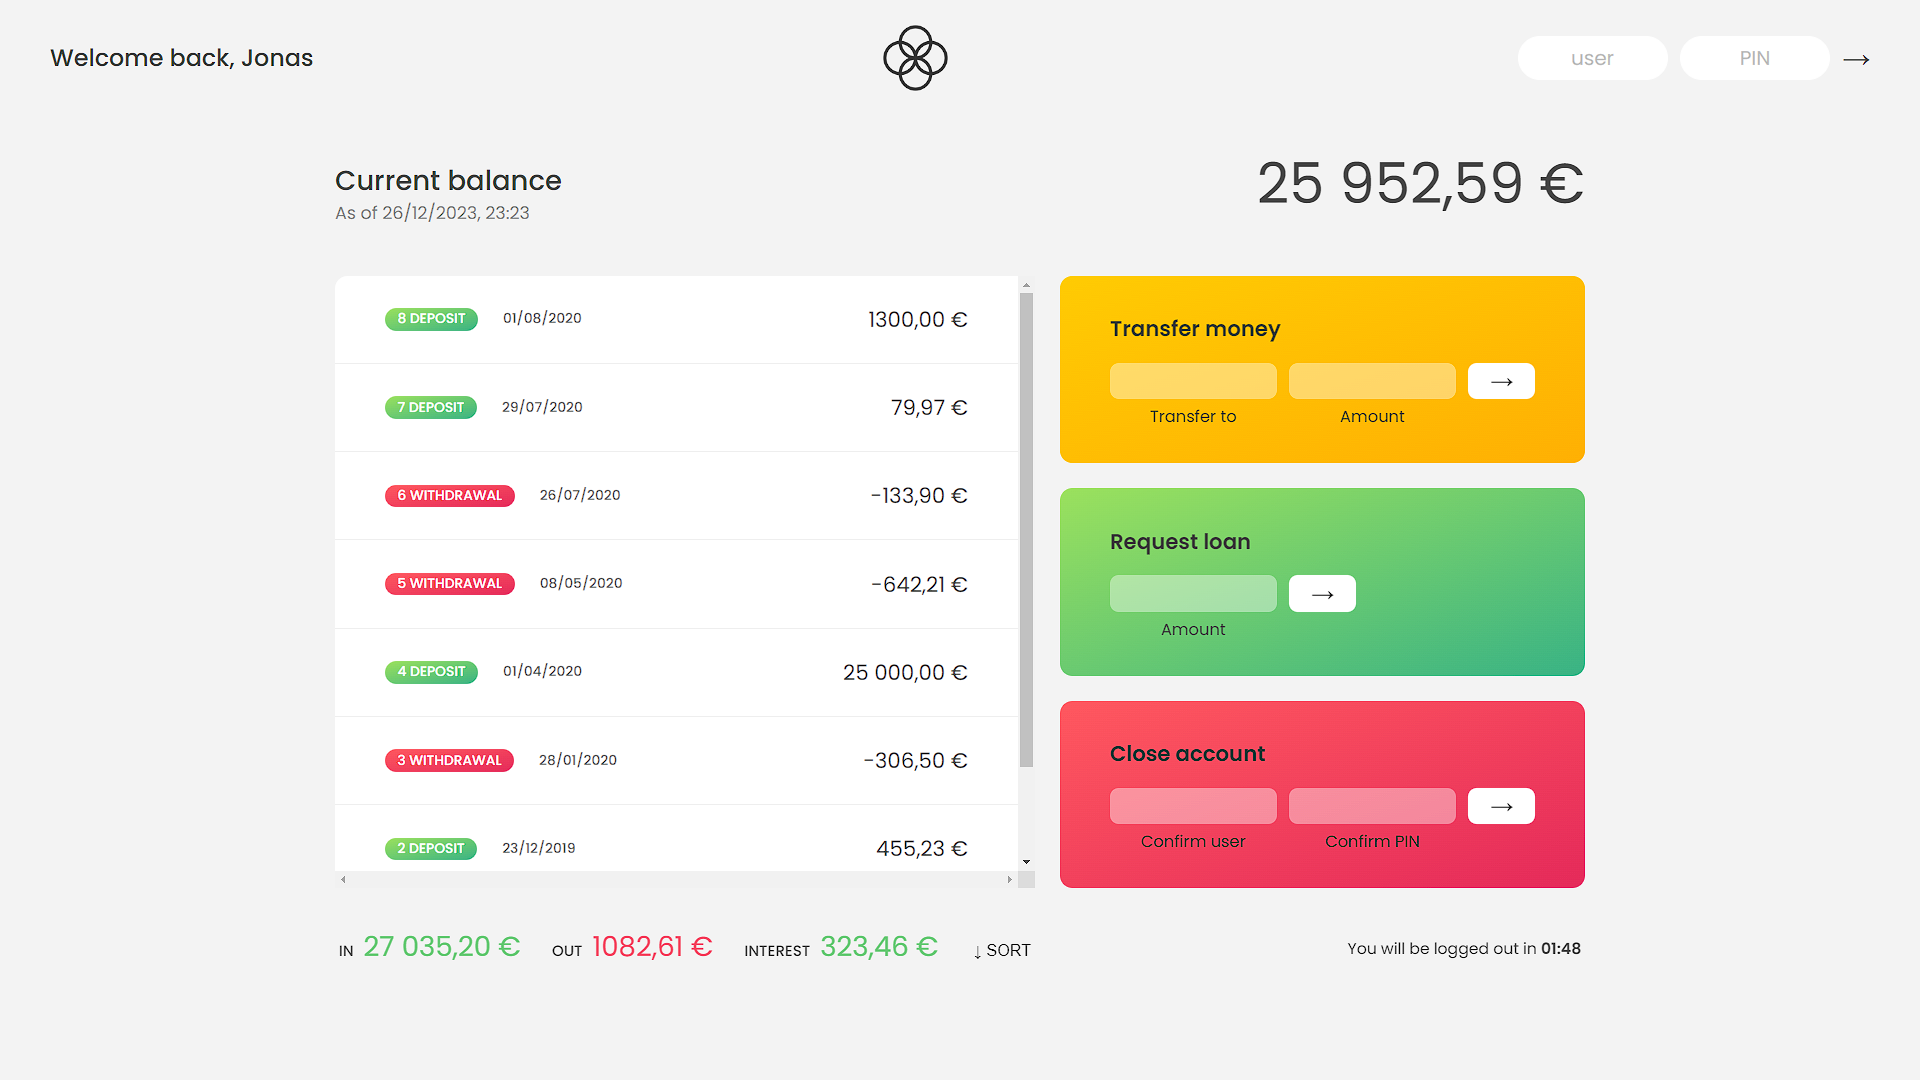 Welcome back, Jonas
user
PIN
→
Current balance
As of 26/12/2023, 23:23
25 952,59 €
8 DEPOSIT 01/08/2020 1300,00 €
7 DEPOSIT 29/07/2020 79,97 €
6 WITHDRAWAL 26/07/2020 -133,90 €
5 WITHDRAWAL 08/05/2020 -642,21 €
4 DEPOSIT 01/04/2020 25 000,00 €
3 WITHDRAWAL 28/01/2020 -306,50 €
2 DEPOSIT 23/12/2019 455,23 €
Transfer money
→
Transfer to Amount
Request loan
→
Amount
Close account
→
Confirm user Confirm PIN
IN 27 035,20 € OUT 1082,61 € INTEREST 323,46 € ↓ SORT
You will be logged out in 01:48